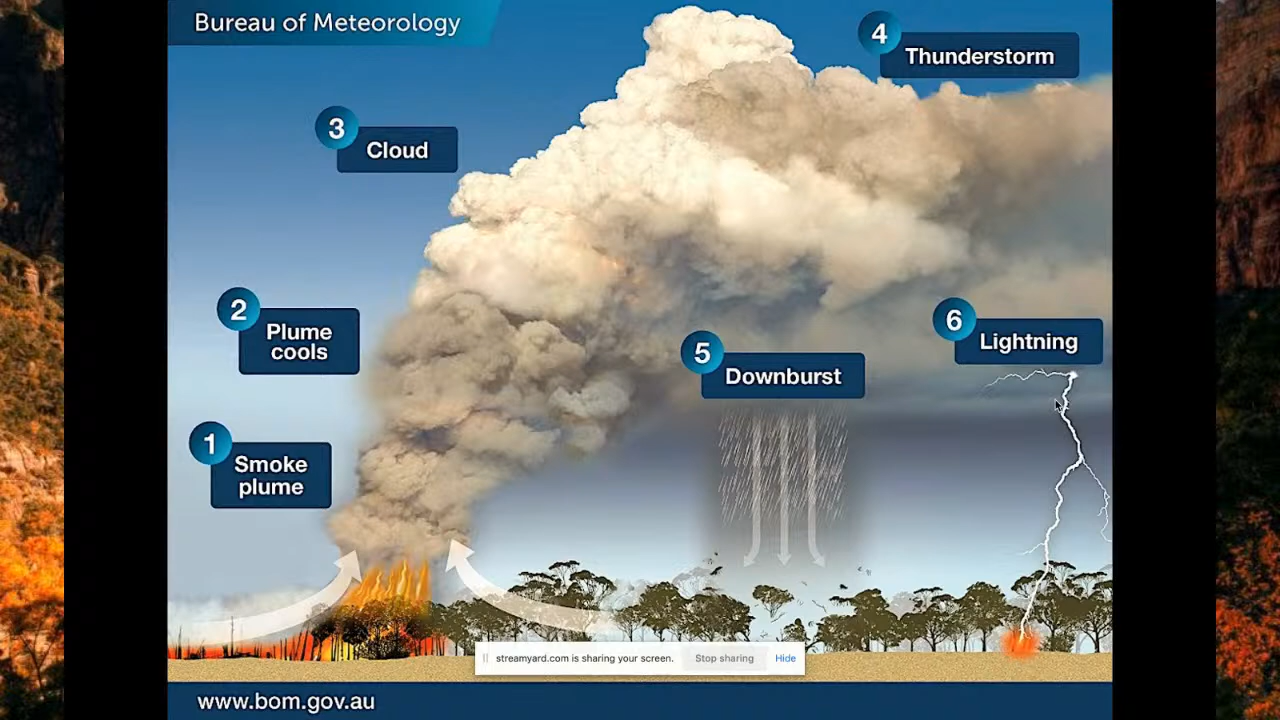 Bureau of Meteorology
4
Thunderstorm
3
Cloud
2
Plume
cools
6
Lightning
5
Downburst
1
Smoke
plume
streamyard.com is sharing your screen. Stop sharing Hide
www.bom.gov.au